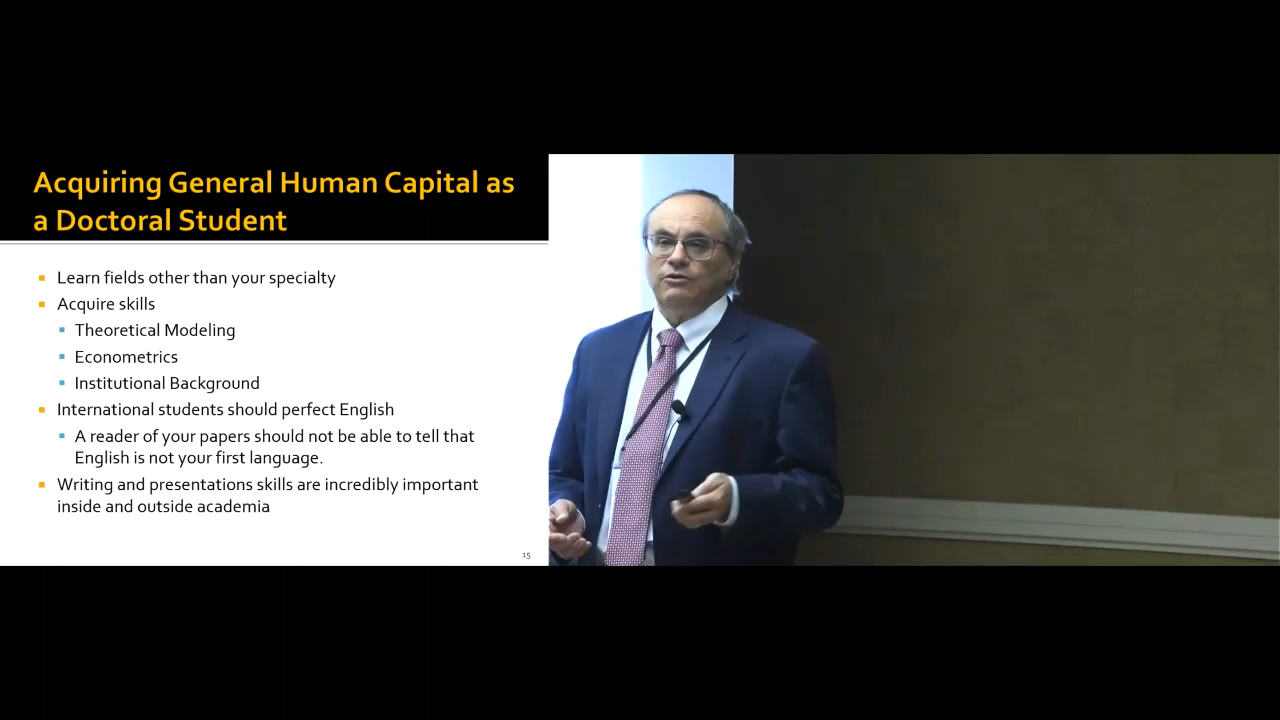 Acquiring General Human Capital as
a Doctoral Student
Learn fields other than your specialty
Acquire skills
Theoretical Modeling
Econometrics
Institutional Background
International students should perfect English
A reader of your papers should not be able to tell that
English is not your first language.
Writing and presentations skills are incredibly important
inside and outside academia
15